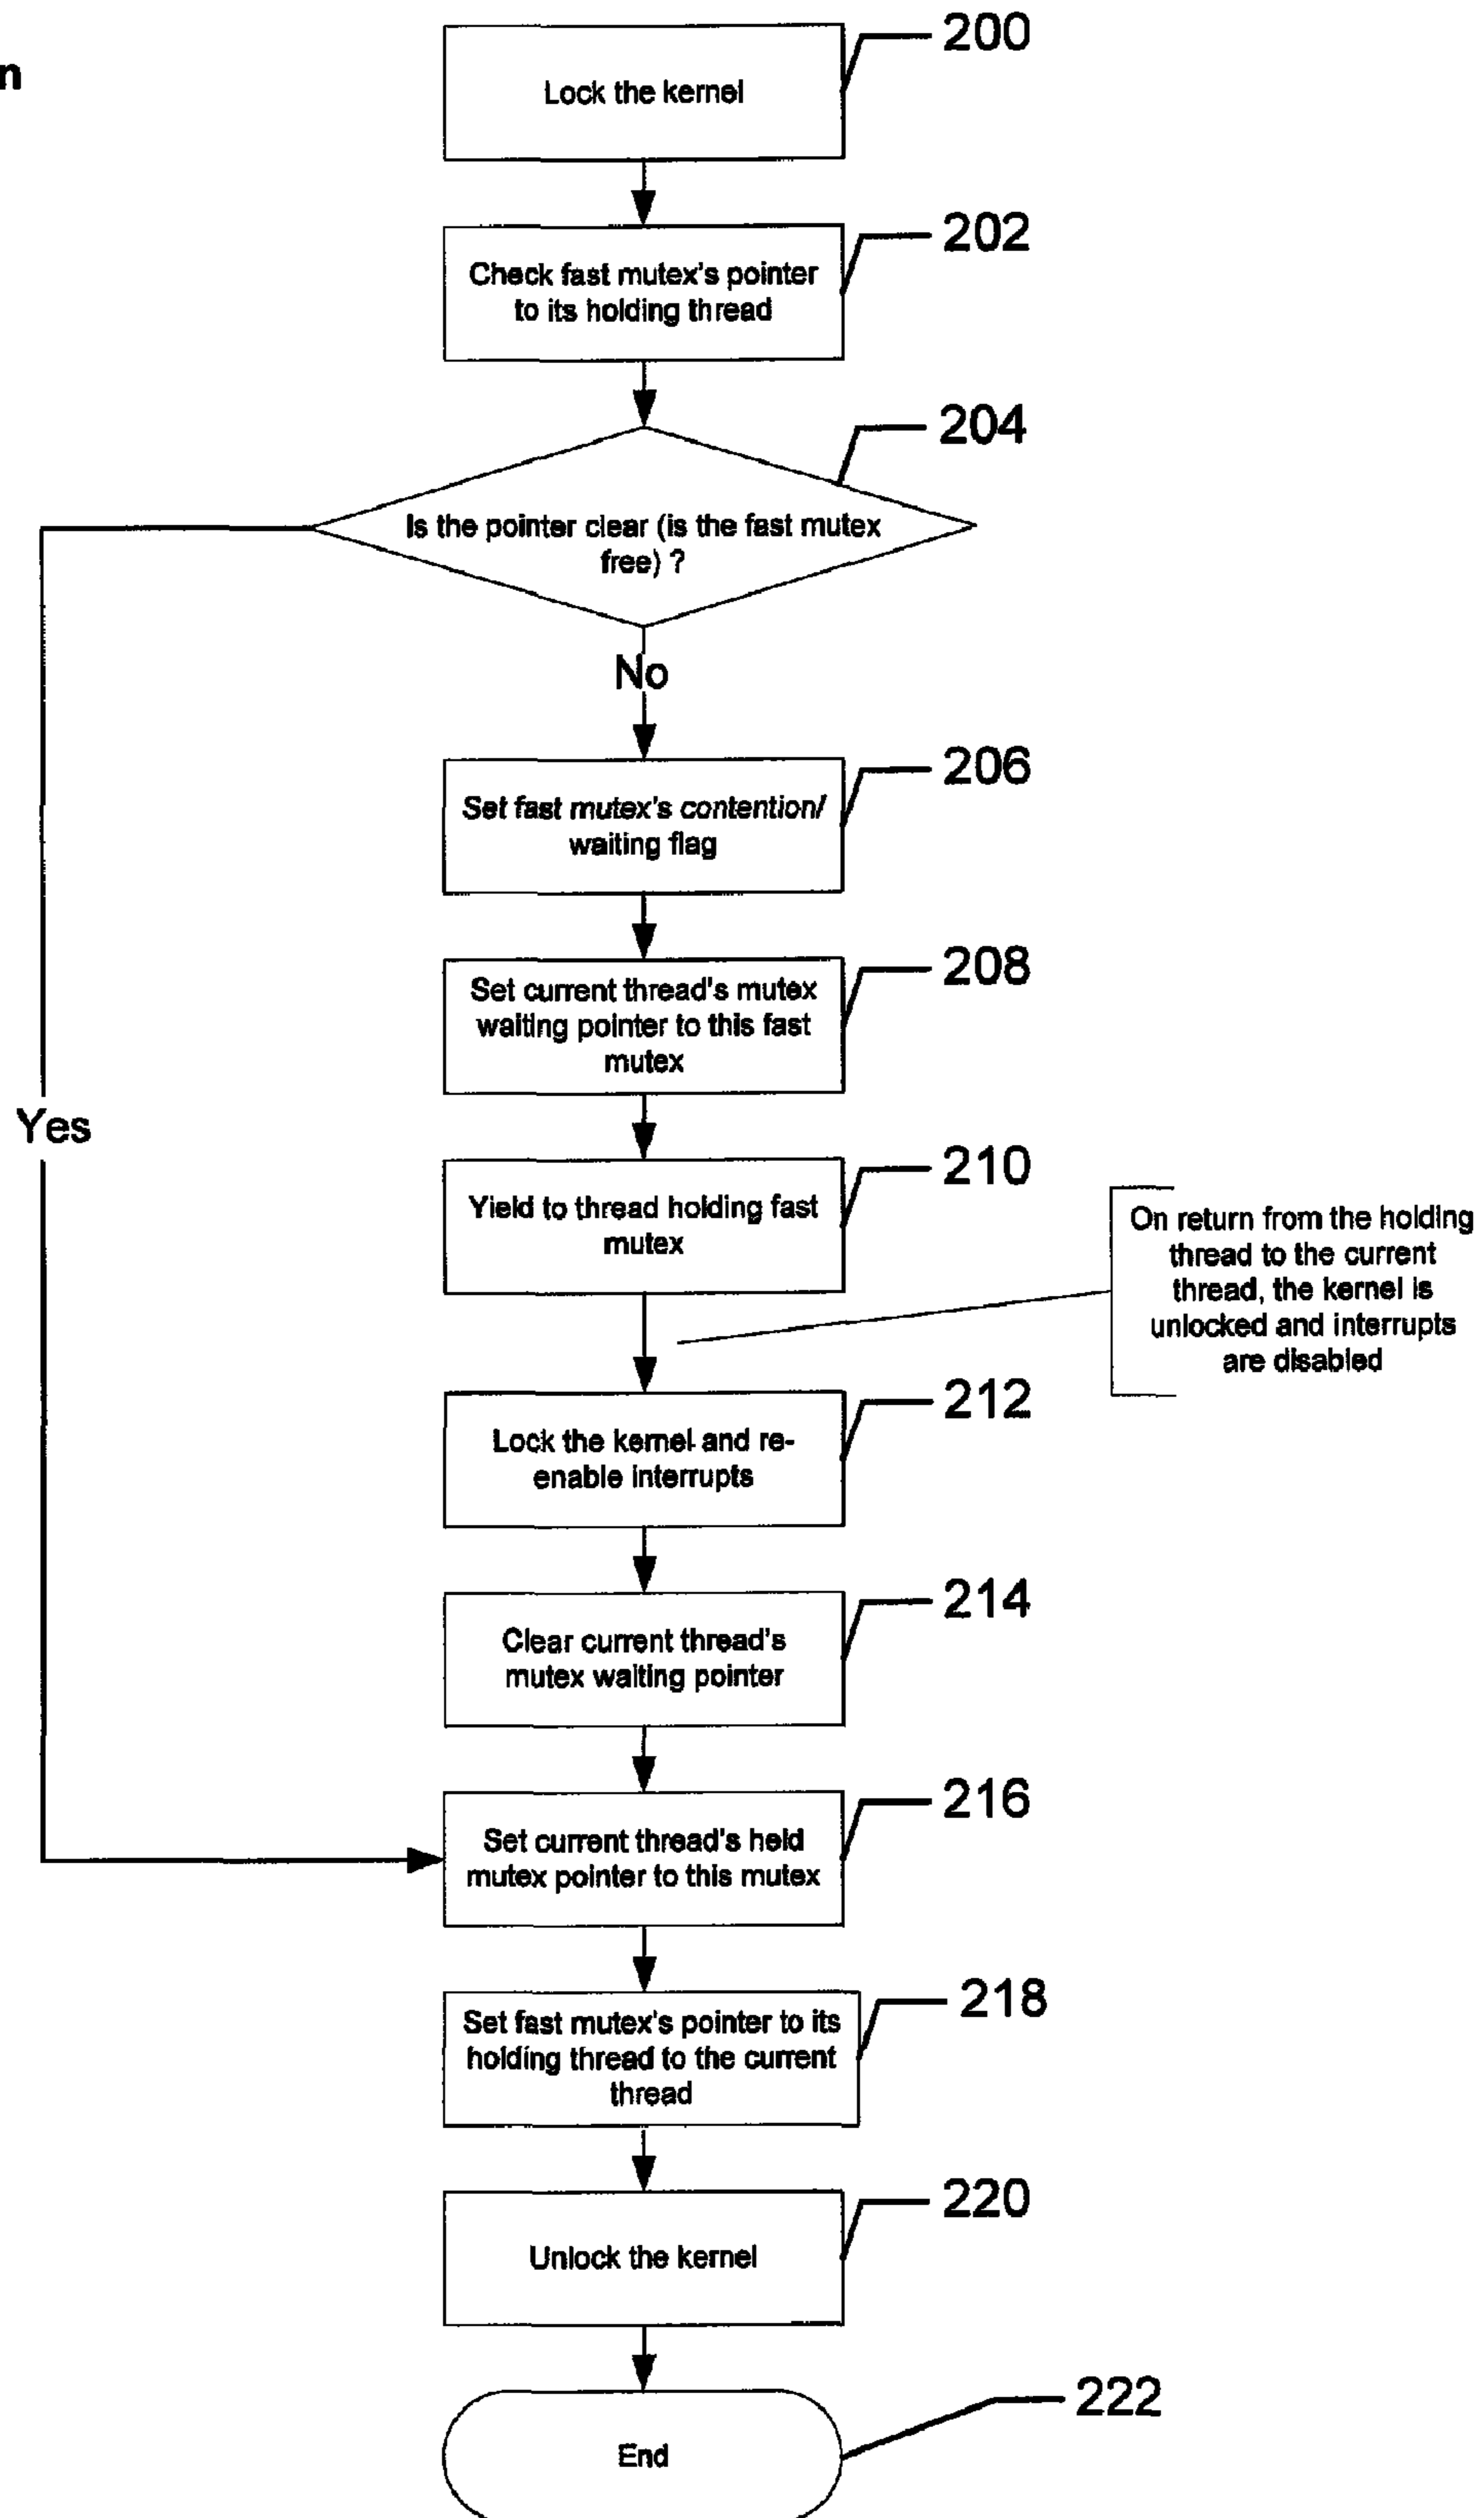 200
n
Lock the kernel
202
Check fast mutex's pointer
to its holding thread
204
Is the pointer clear (is the fast mutex
free) ?
No
206
Set fast mutex's contention/
waiting flag
208
Set current thread's mutex
waiting pointer to this fast
mutex
Yes
210
Yield to thread holding fast
mutex
On return from the holding
thread to the current
thread, the kernel is
unlocked and interrupts
are disabled
212
Lock the kernel and re-
enable interrupts
214
Clear current thread's
mutex waiting pointer
216
Set current thread's held
mutex pointer to this mutex
218
Set fast mutex's pointer to its
holding thread to the current
thread
220
Unlock the kernel
222
End